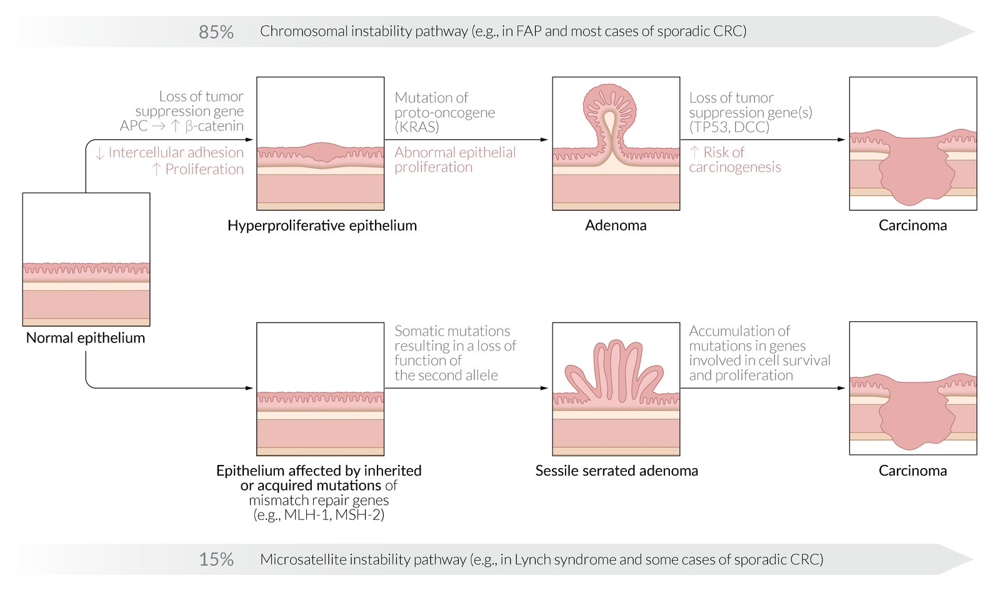 85% Chromosomal instability pathway (e.g., in FAP and most cases of sporadic CRC)
Loss of tumor
suppression gene
APC → ↑ β-catenin
↓ Intercellular adhesion
↑ Proliferation
Mutation of
proto-oncogene
(KRAS)
Abnormal epithelial
proliferation
Loss of tumor
suppression gene(s)
(TP53, DCC)
↑ Risk of
carcinogenesis
Hyperproliferative epithelium
Adenoma
Carcinoma
Normal epithelium
Somatic mutations
resulting in a loss of
function of
the second allele
Accumulation of
mutations in genes
involved in cell survival
and proliferation
Epithelium affected by inherited
or acquired mutations of
mismatch repair genes
(e.g., MLH-1, MSH-2)
Sessile serrated adenoma
Carcinoma
15% Microsatellite instability pathway (e.g., in Lynch syndrome and some cases of sporadic CRC)